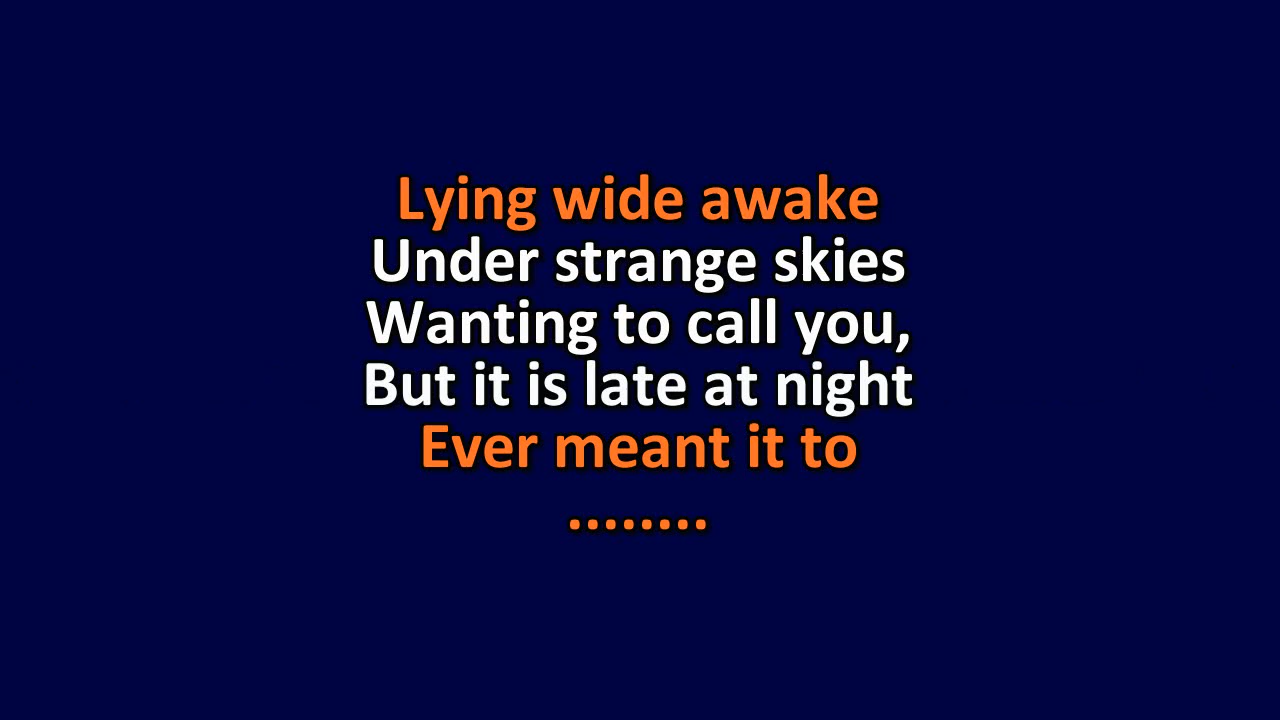 Lying wide awake
Under strange skies
Wanting to call you,
But it is late at night
Ever meant it to
........